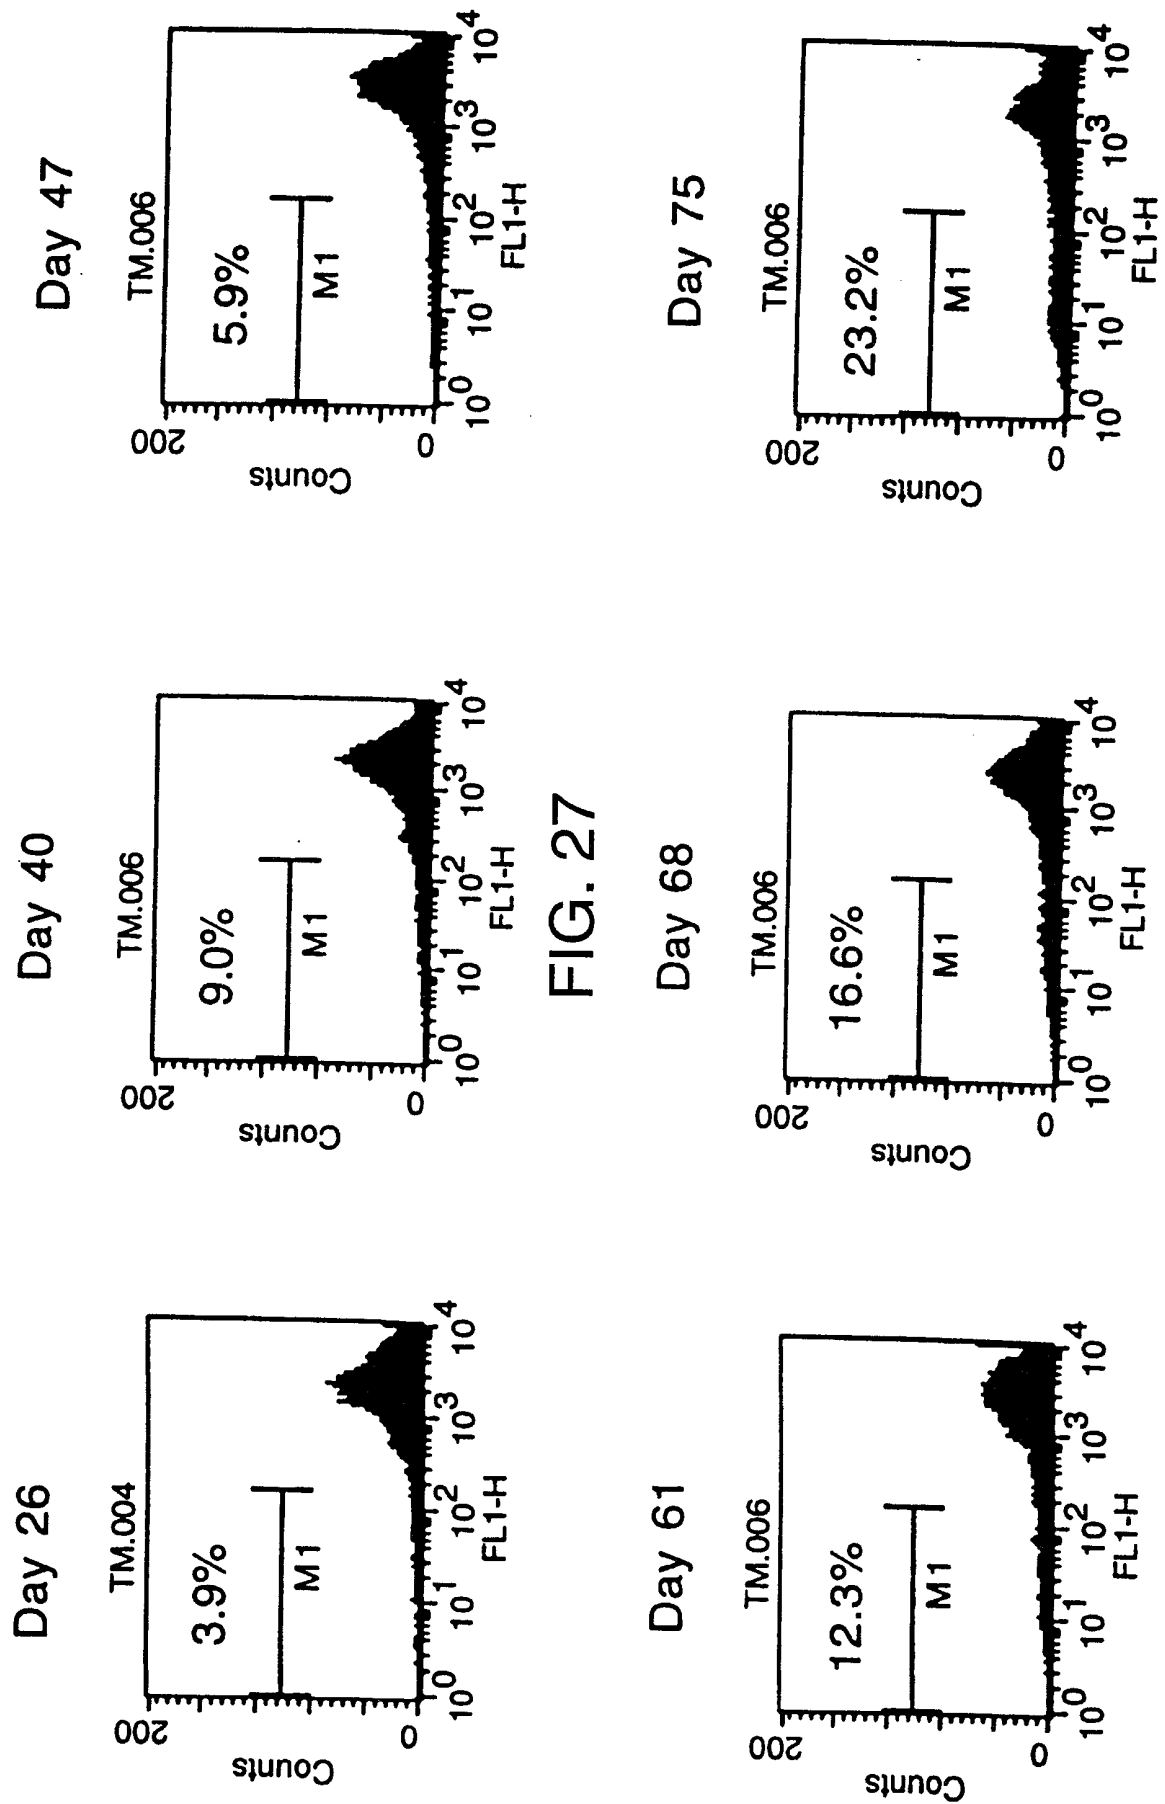 Day 26
TM.004
200
Counts
0
3.9%
M1
10^0 10^1 10^2 10^3 10^4
FL1-H
Day 40
TM.006
200
Counts
0
9.0%
M1
10^0 10^1 10^2 10^3 10^4
FL1-H
Day 47
TM.006
200
Counts
0
5.9%
M1
10^0 10^1 10^2 10^3 10^4
FL1-H
FIG. 27
Day 61
TM.006
200
Counts
0
12.3%
M1
10^0 10^1 10^2 10^3 10^4
FL1-H
Day 68
TM.006
200
Counts
0
16.6%
M1
10^0 10^1 10^2 10^3 10^4
FL1-H
Day 75
TM.006
200
Counts
0
23.2%
M1
10^0 10^1 10^2 10^3 10^4
FL1-H